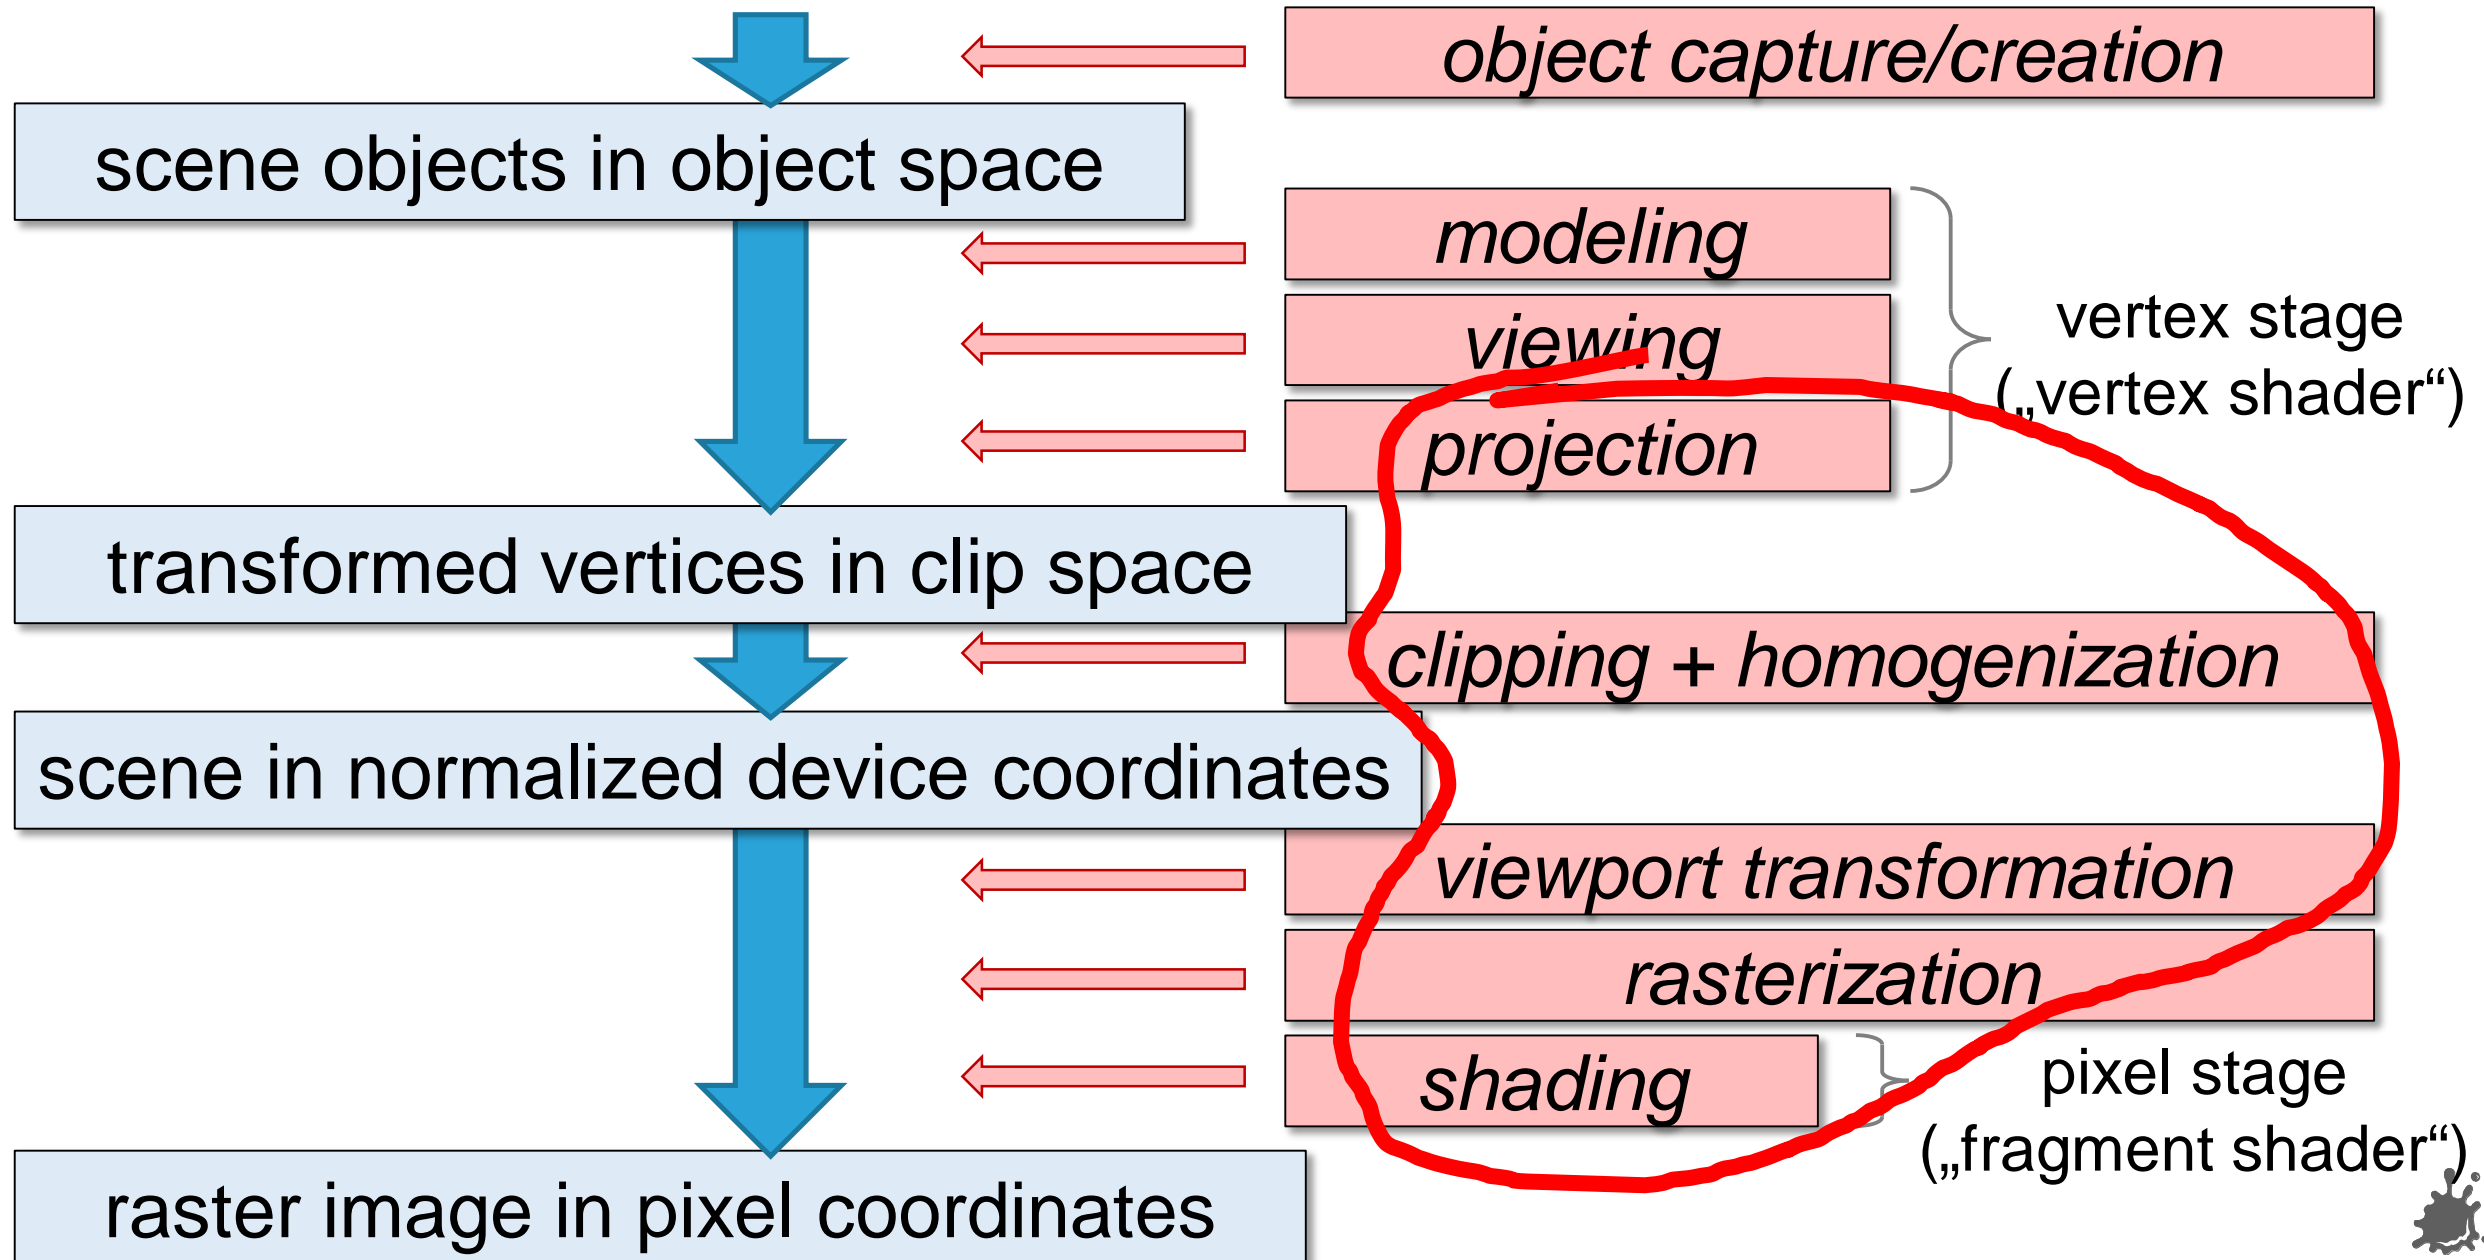 object capture/creation
scene objects in object space
modeling
viewing
projection
vertex stage
(„vertex shader“)
transformed vertices in clip space
clipping + homogenization
scene in normalized device coordinates
viewport transformation
rasterization
shading
pixel stage
(„fragment shader“)
raster image in pixel coordinates